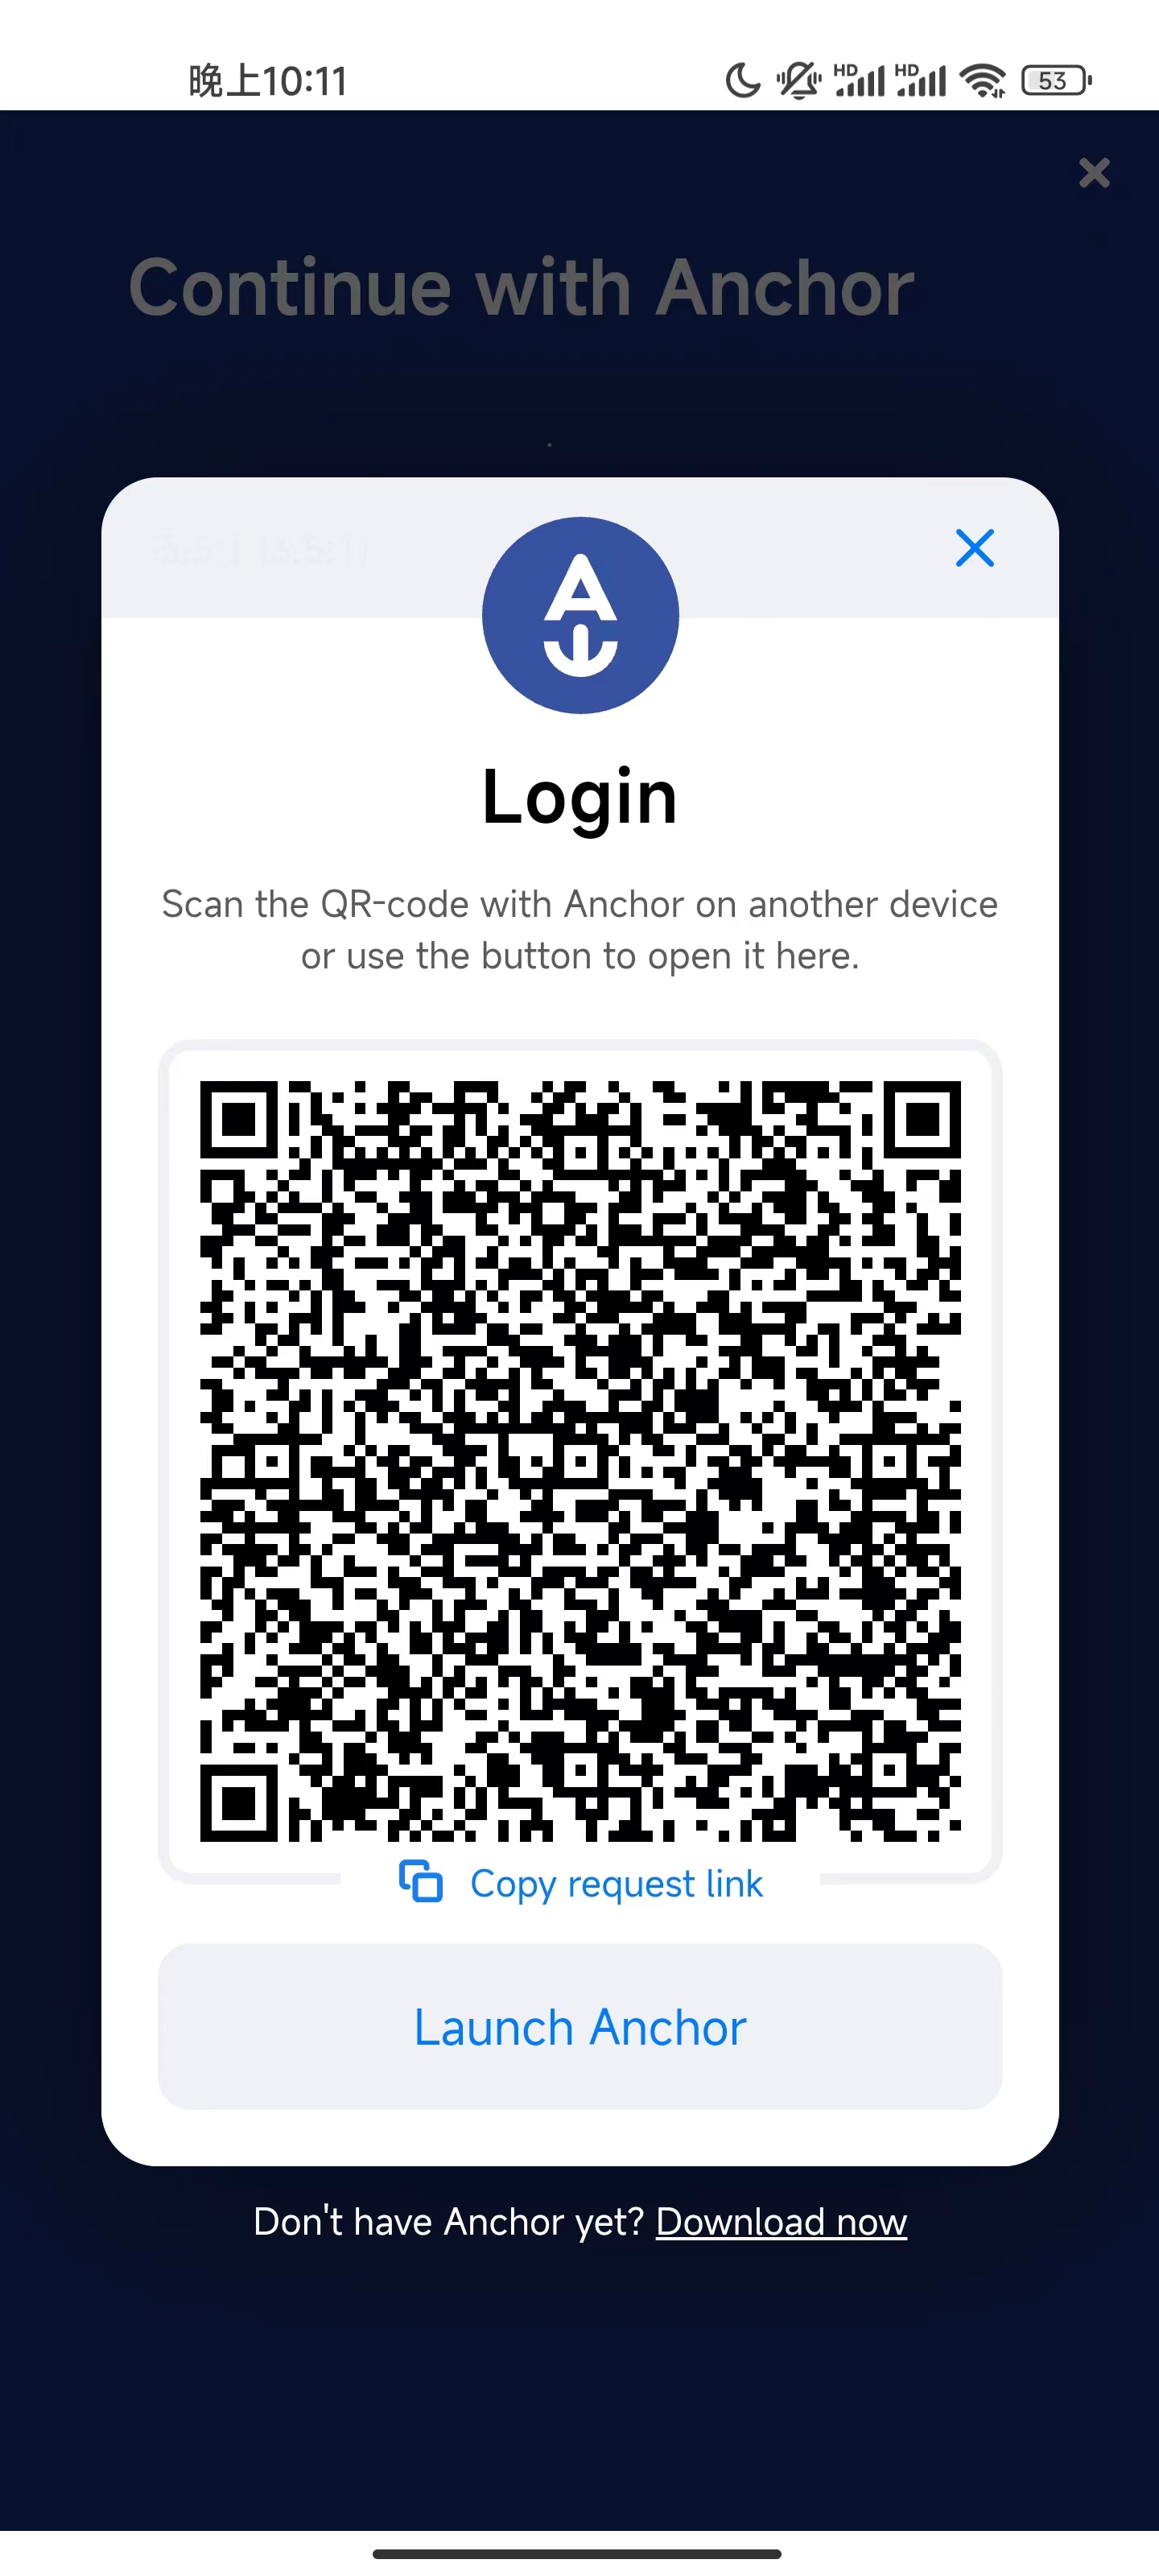 晚上10:11
HD HD 53
Continue with Anchor
Login
Scan the QR-code with Anchor on another device
or use the button to open it here.
Copy request link
Launch Anchor
Don't have Anchor yet? Download now